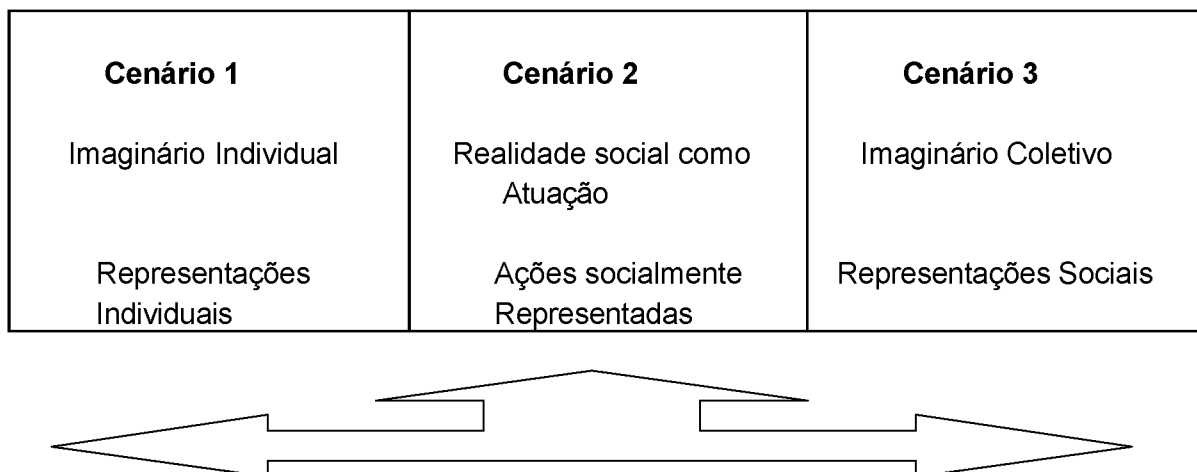 Cenário 1
Imaginário Individual
Representações
Individuais
Cenário 2
Realidade social como
Atuação
Ações socialmente
Representadas
Cenário 3
Imaginário Coletivo
Representações Sociais